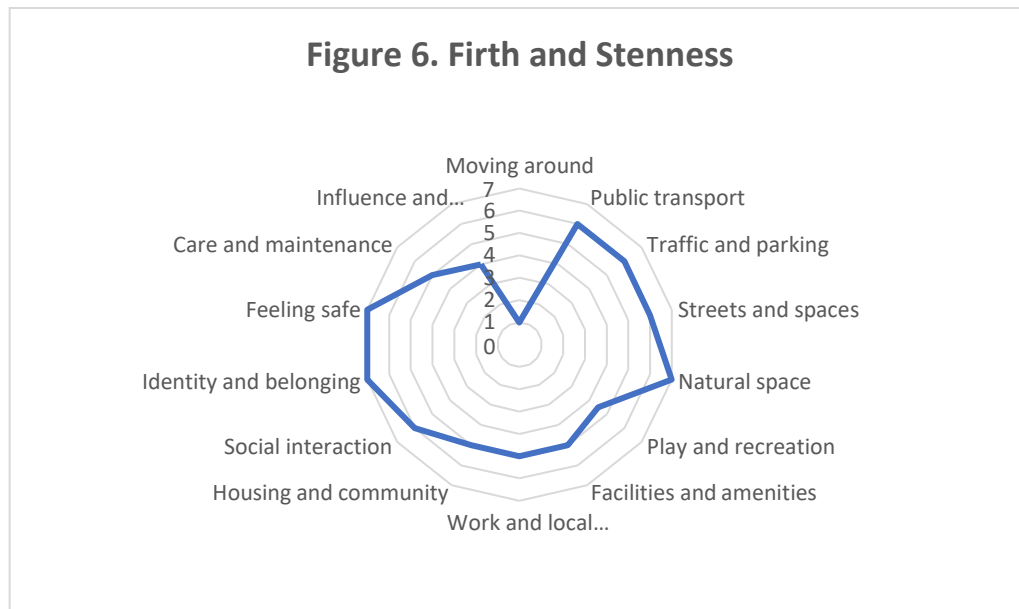 Figure 6. Firth and Stenness
Moving around
Public transport
Traffic and parking
Streets and spaces
Natural space
Play and recreation
Facilities and amenities
Work and local…
Housing and community
Social interaction
Identity and belonging
Feeling safe
Care and maintenance
Influence and…
7
6
5
4
3
2
1
0